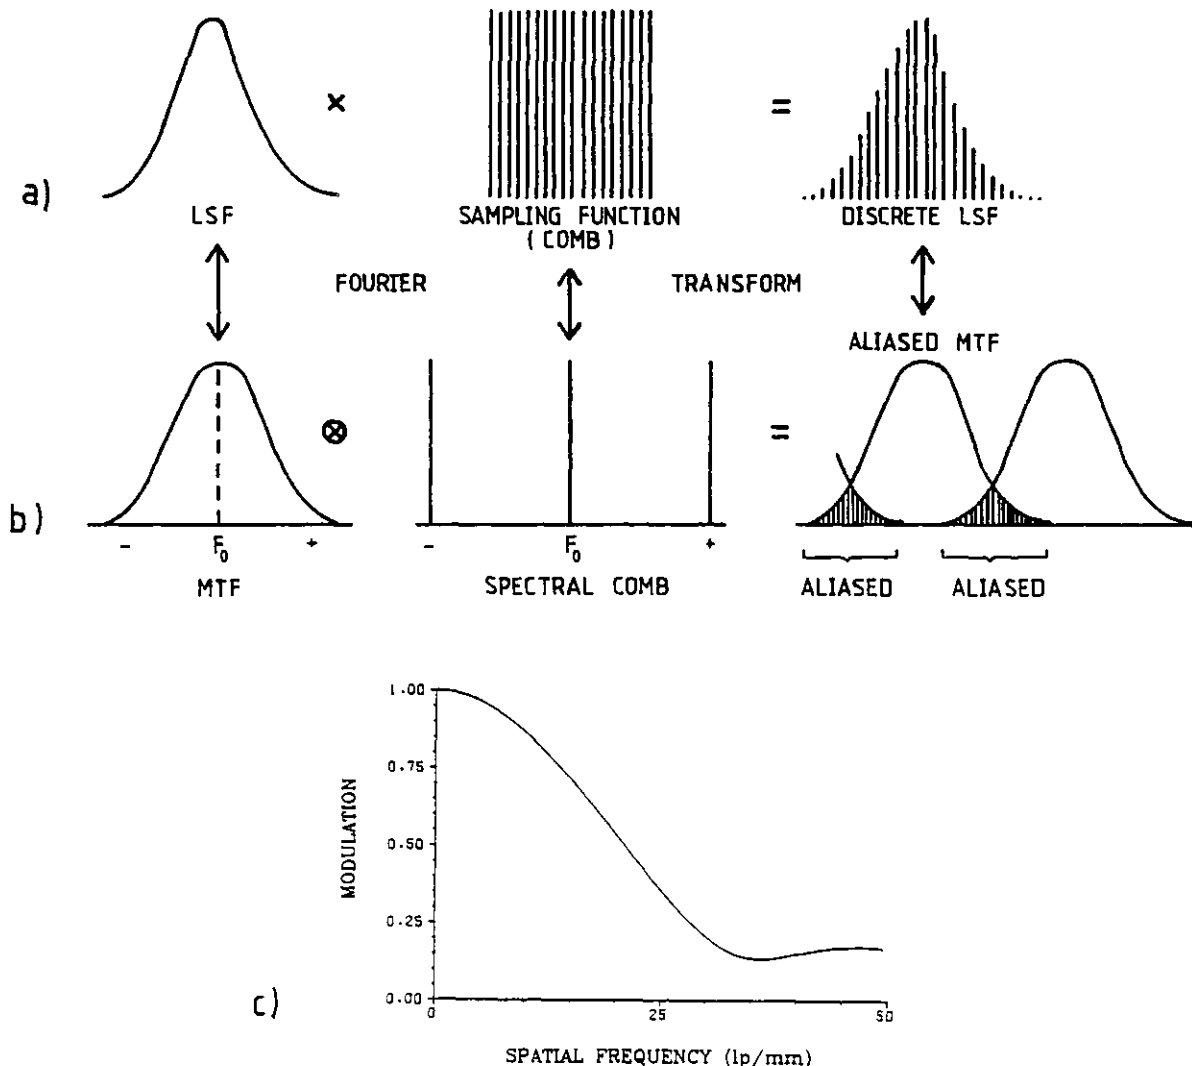 a)
×
=
LSF
SAMPLING FUNCTION
(COMB)
DISCRETE LSF
FOURIER
TRANSFORM
ALIASED MTF
b)
⊗
=
- F₀ +
- F₀ +
MTF
SPECTRAL COMB
ALIASED
ALIASED
c)
MODULATION
1.00
0.75
0.50
0.25
0.00
0
25
50
SPATIAL FREQUENCY (lp/mm)